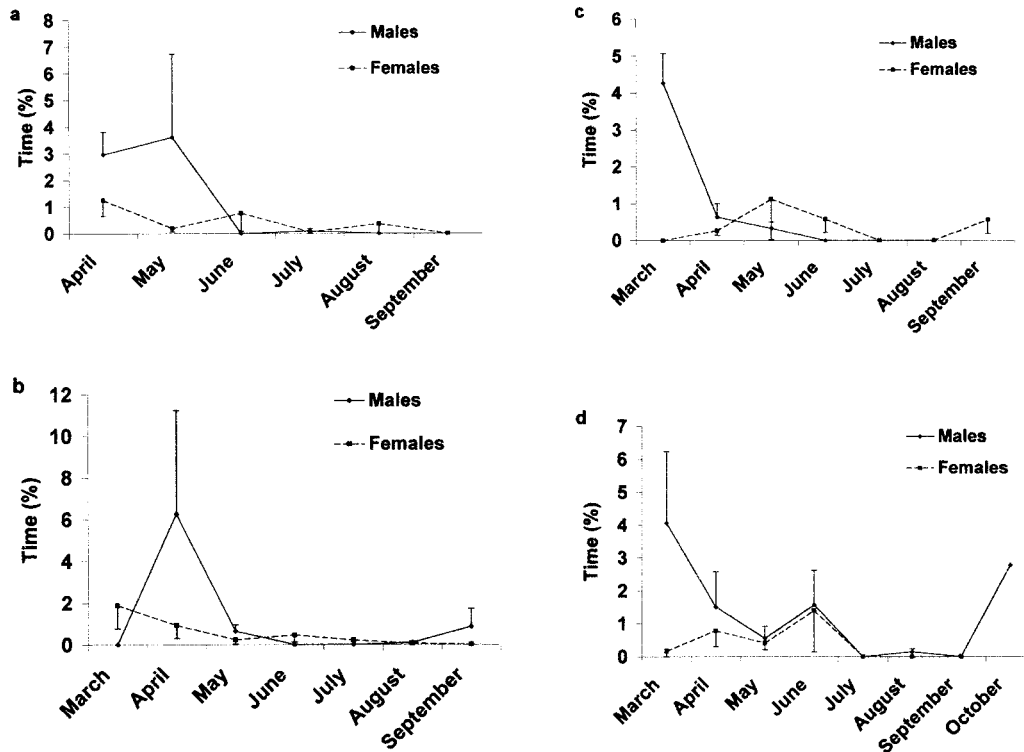 a
Time (%)
8
7
6
5
4
3
2
1
0
Males
Females
April
May
June
July
August
September
b
Time (%)
12
10
8
6
4
2
0
Males
Females
March
April
May
June
July
August
September
c
Time (%)
6
5
4
3
2
1
0
Males
Females
March
April
May
June
July
August
September
d
Time (%)
7
6
5
4
3
2
1
0
Males
Females
March
April
May
June
July
August
September
October